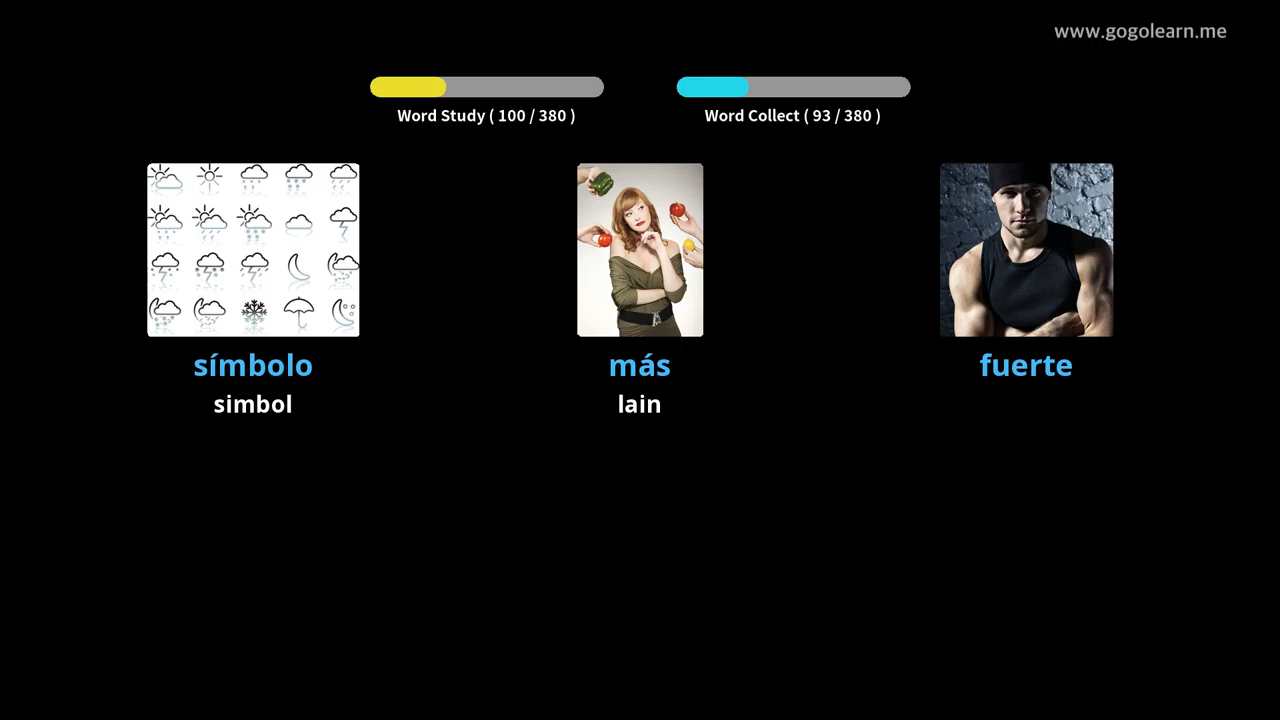 www.gogolearn.me
Word Study ( 100 / 380 )
Word Collect ( 93 / 380 )
símbolo
simbol
más
lain
fuerte